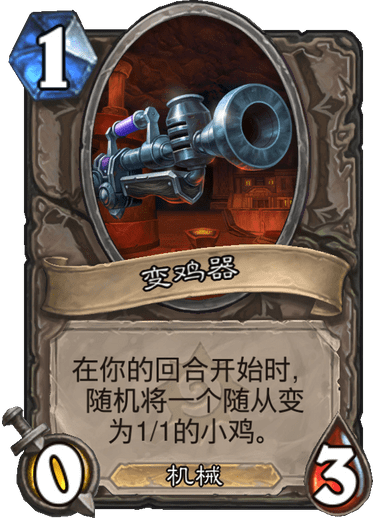 1
变鸡器
在你的回合开始时，
随机将一个随从变
为1/1的小鸡。
机械
0
3